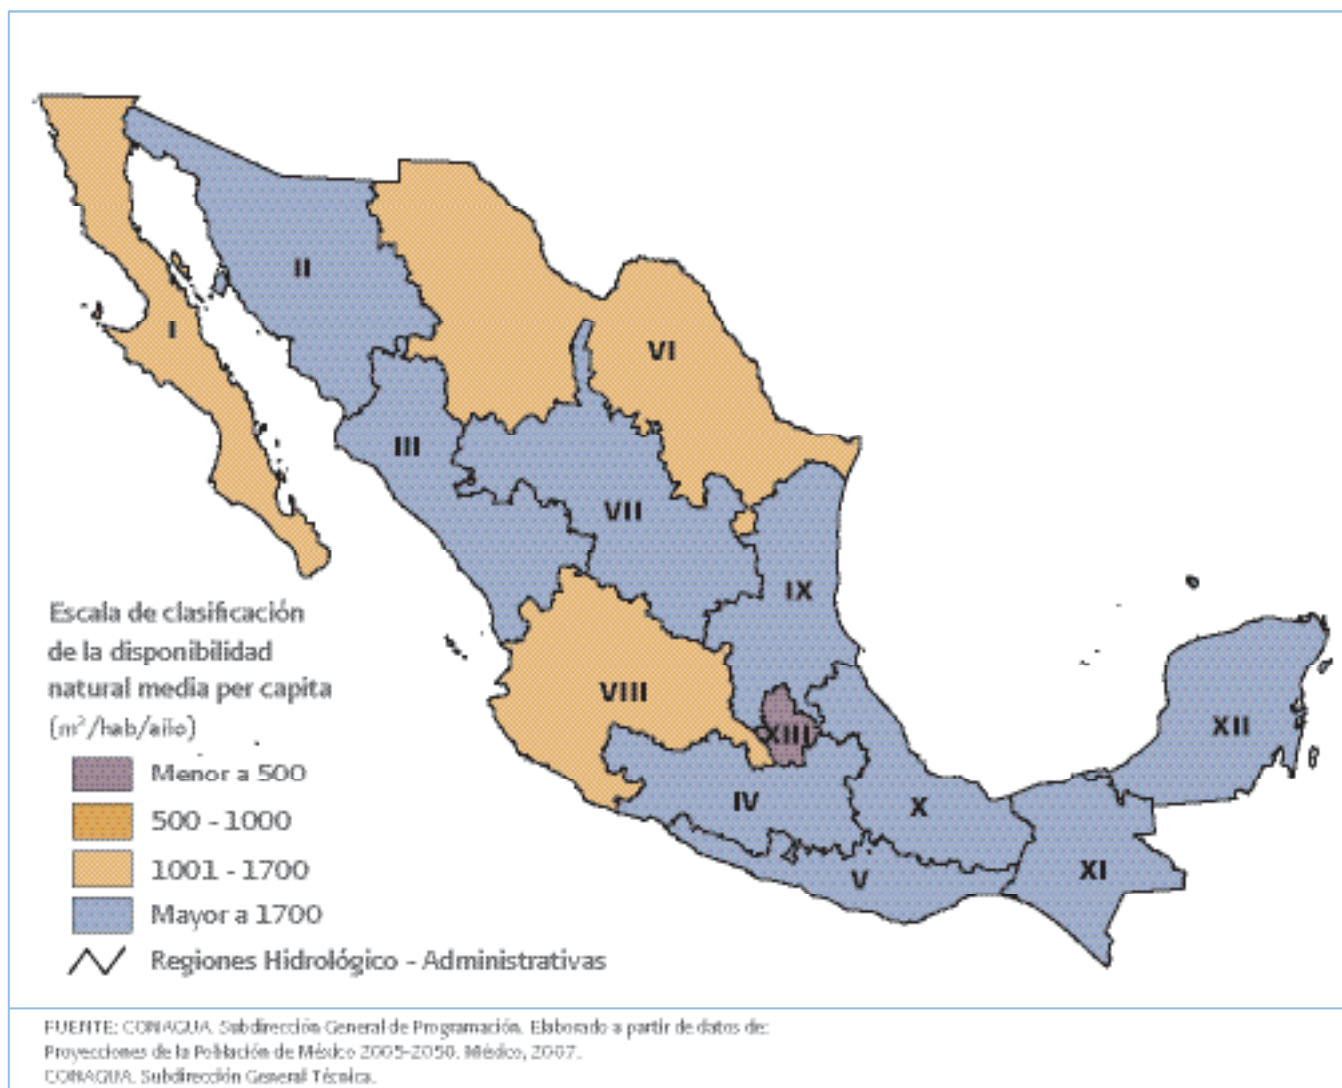 I
II
III
VI
VII
IX
VIII
XIII
IV
X
V
XI
XII
Escala de clasificación
de la disponibilidad
natural media per capita
(m³/hab/año)
Menor a 500
500 - 1000
1001 - 1700
Mayor a 1700
Regiones Hidrológico - Administrativas
FUENTE: CONAGUA. Subdirección General de Programación. Elaborado a partir de datos de:
Proyecciones de la Población de México 2005-2050. México, 2007.
CONAGUA. Subdirección General Técnica.